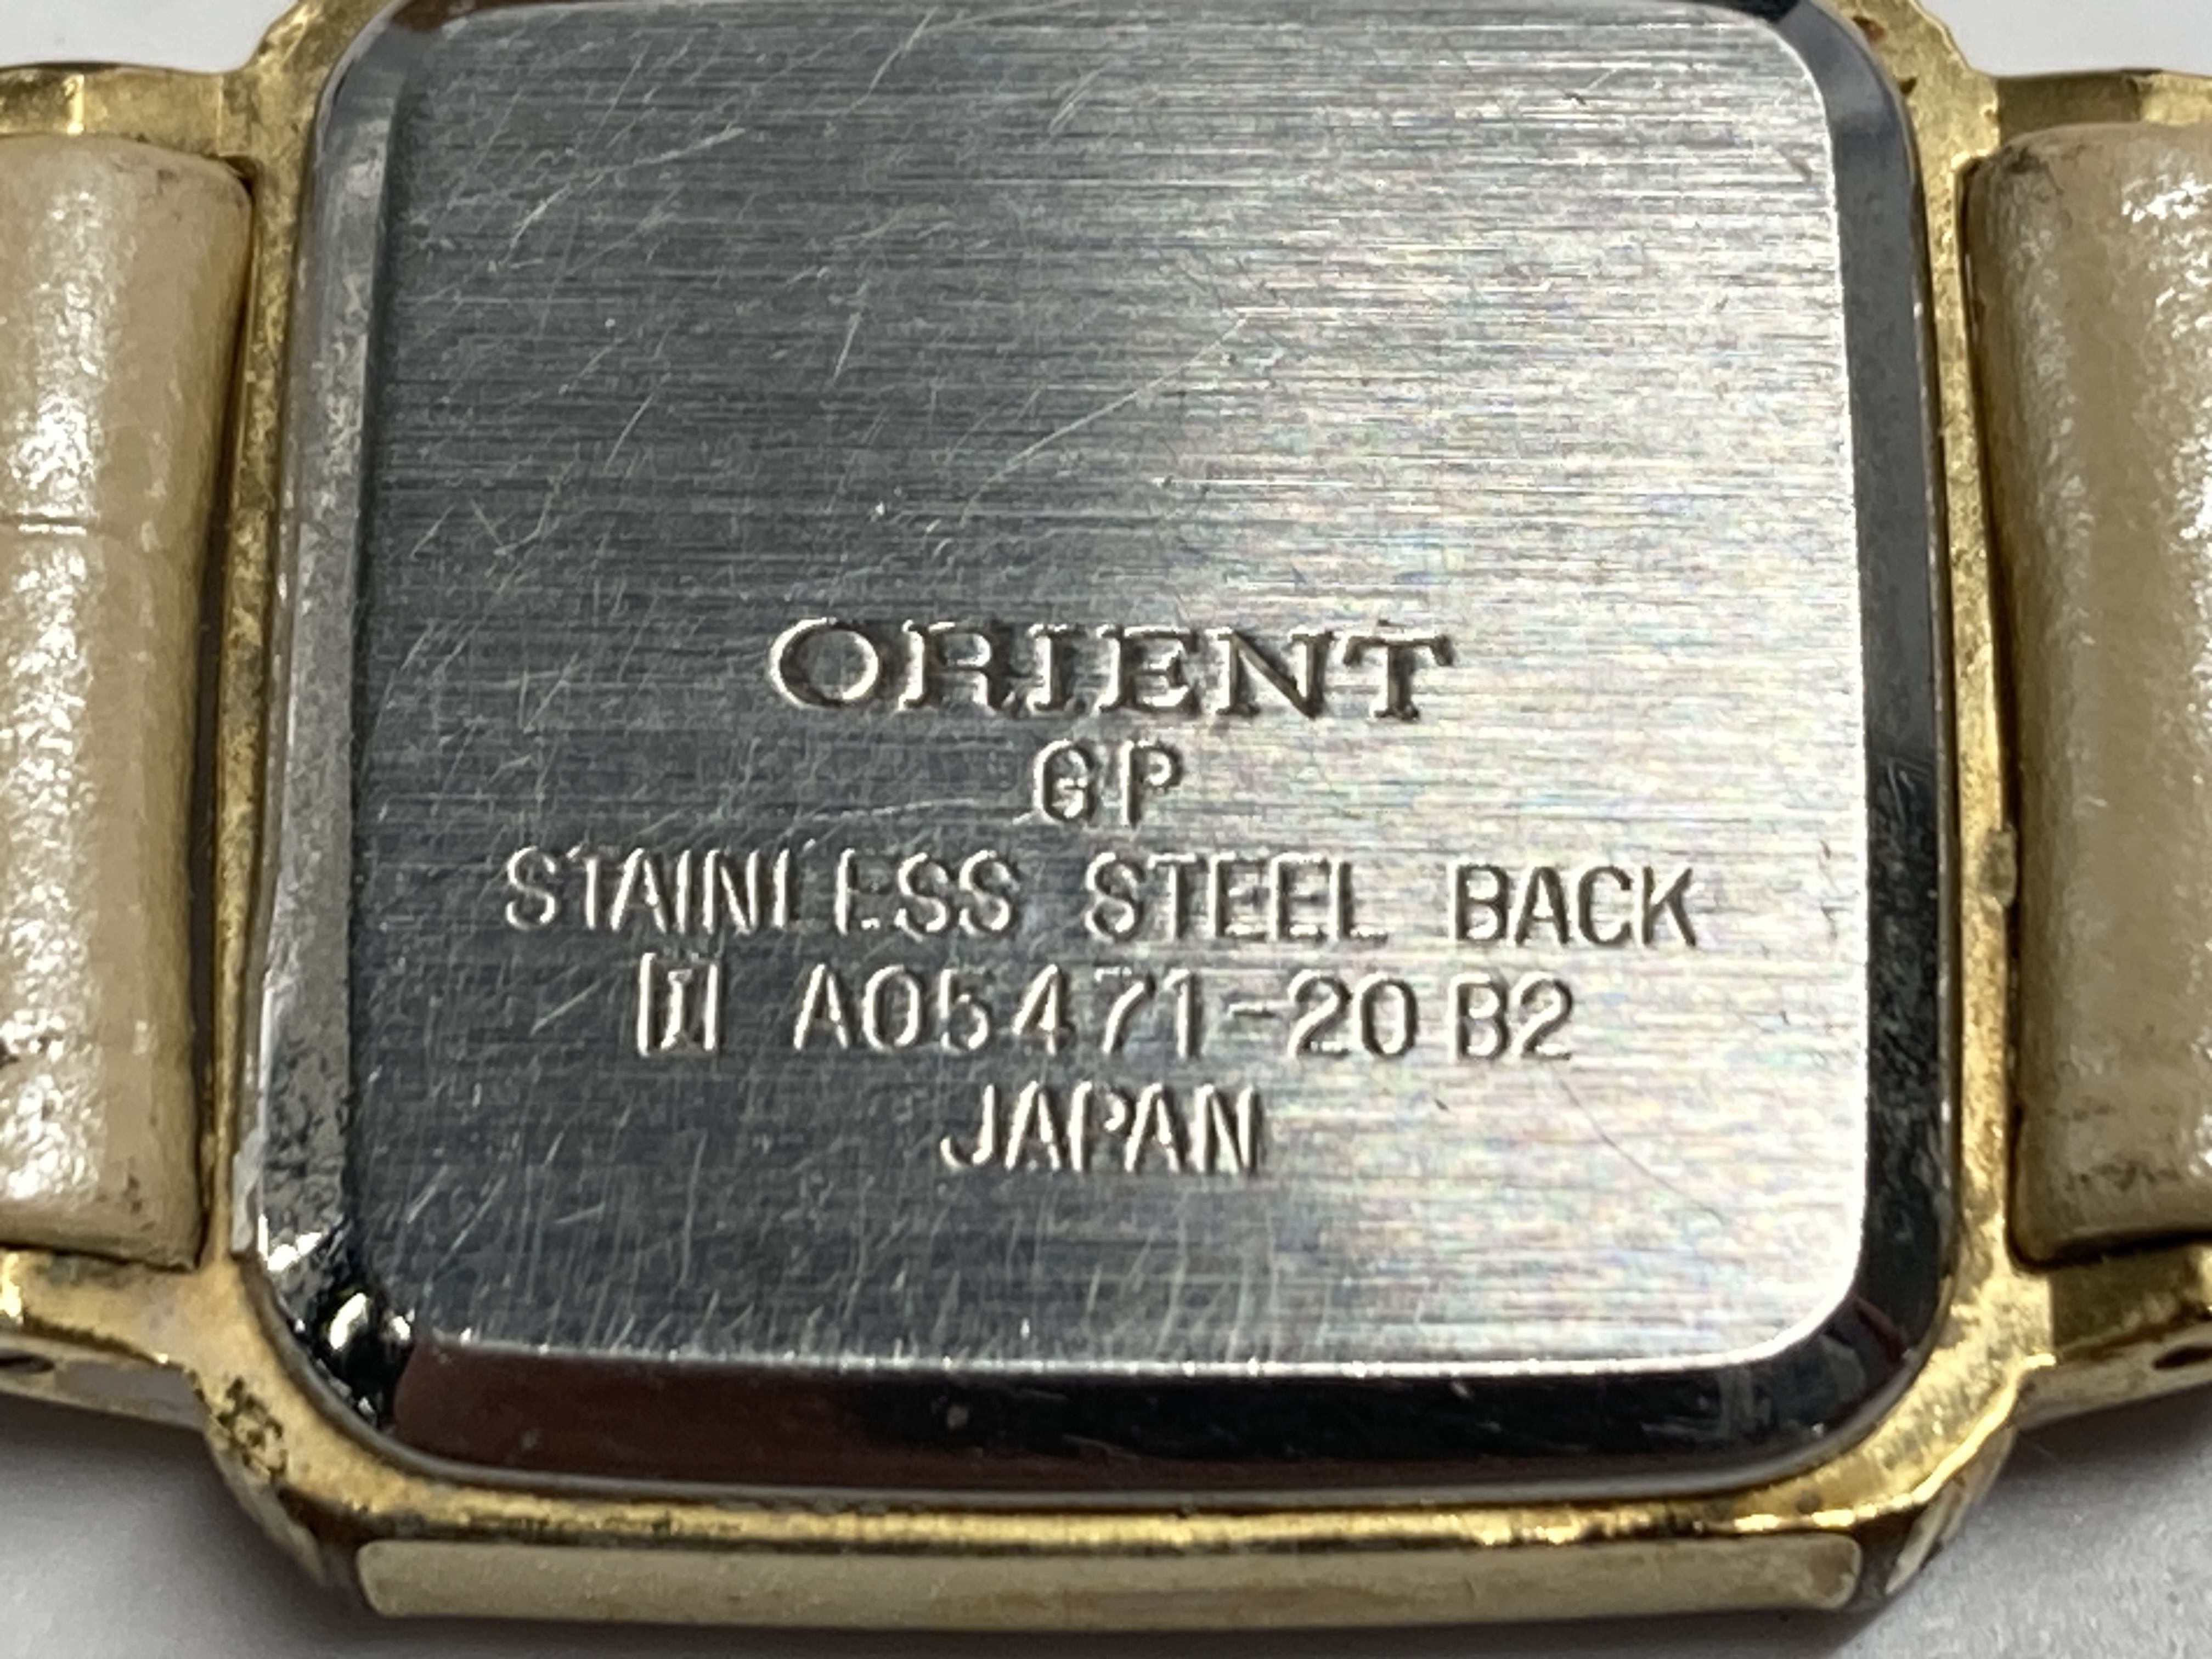 ORIENT
GP
STAINLESS STEEL BACK
A05471-20 B2
JAPAN